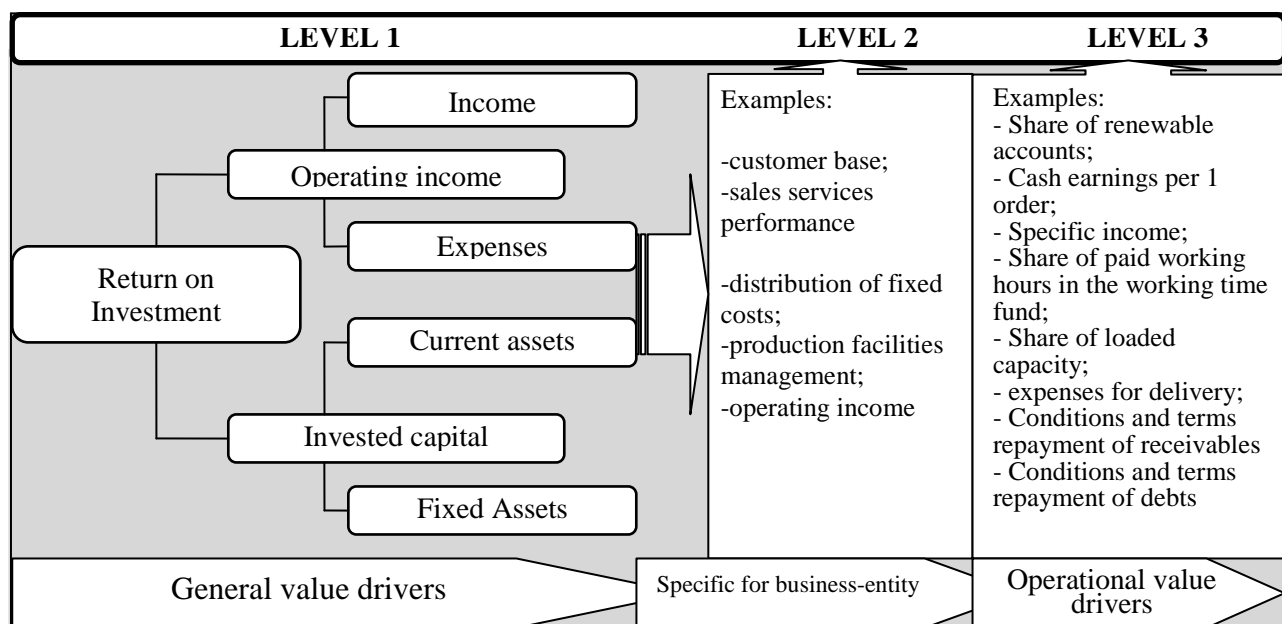 LEVEL 1
LEVEL 2
LEVEL 3
Return on
Investment
Operating income
Invested capital
Income
Expenses
Current assets
Fixed Assets
Examples:
-customer base;
-sales services
performance
-distribution of fixed
costs;
-production facilities
management;
-operating income
Examples:
- Share of renewable
accounts;
- Cash earnings per 1
order;
- Specific income;
- Share of paid working
hours in the working time
fund;
- Share of loaded
capacity;
- expenses for delivery;
- Conditions and terms
repayment of receivables
- Conditions and terms
repayment of debts
General value drivers
Specific for business-entity
Operational value
drivers